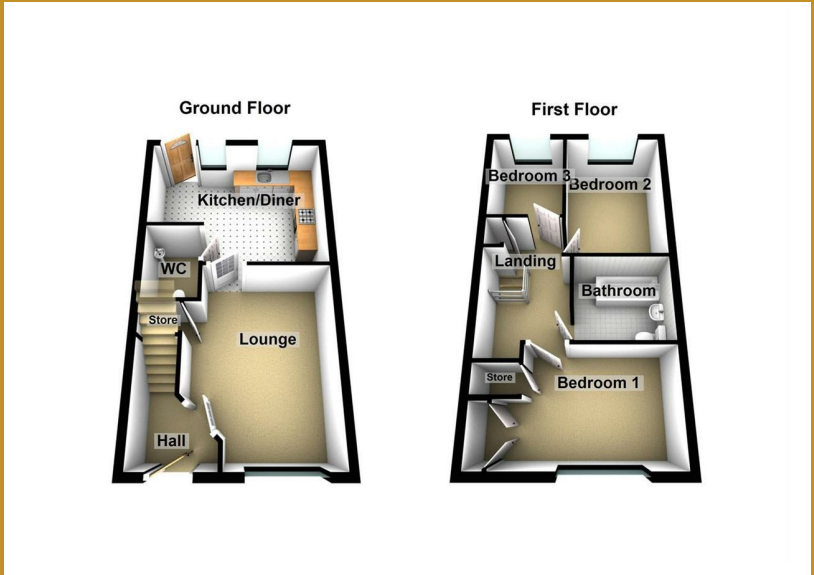 Ground Floor
Kitchen/Diner
WC
Store
Lounge
Hall
First Floor
Bedroom 3
Bedroom 2
Landing
Bathroom
Store
Bedroom 1